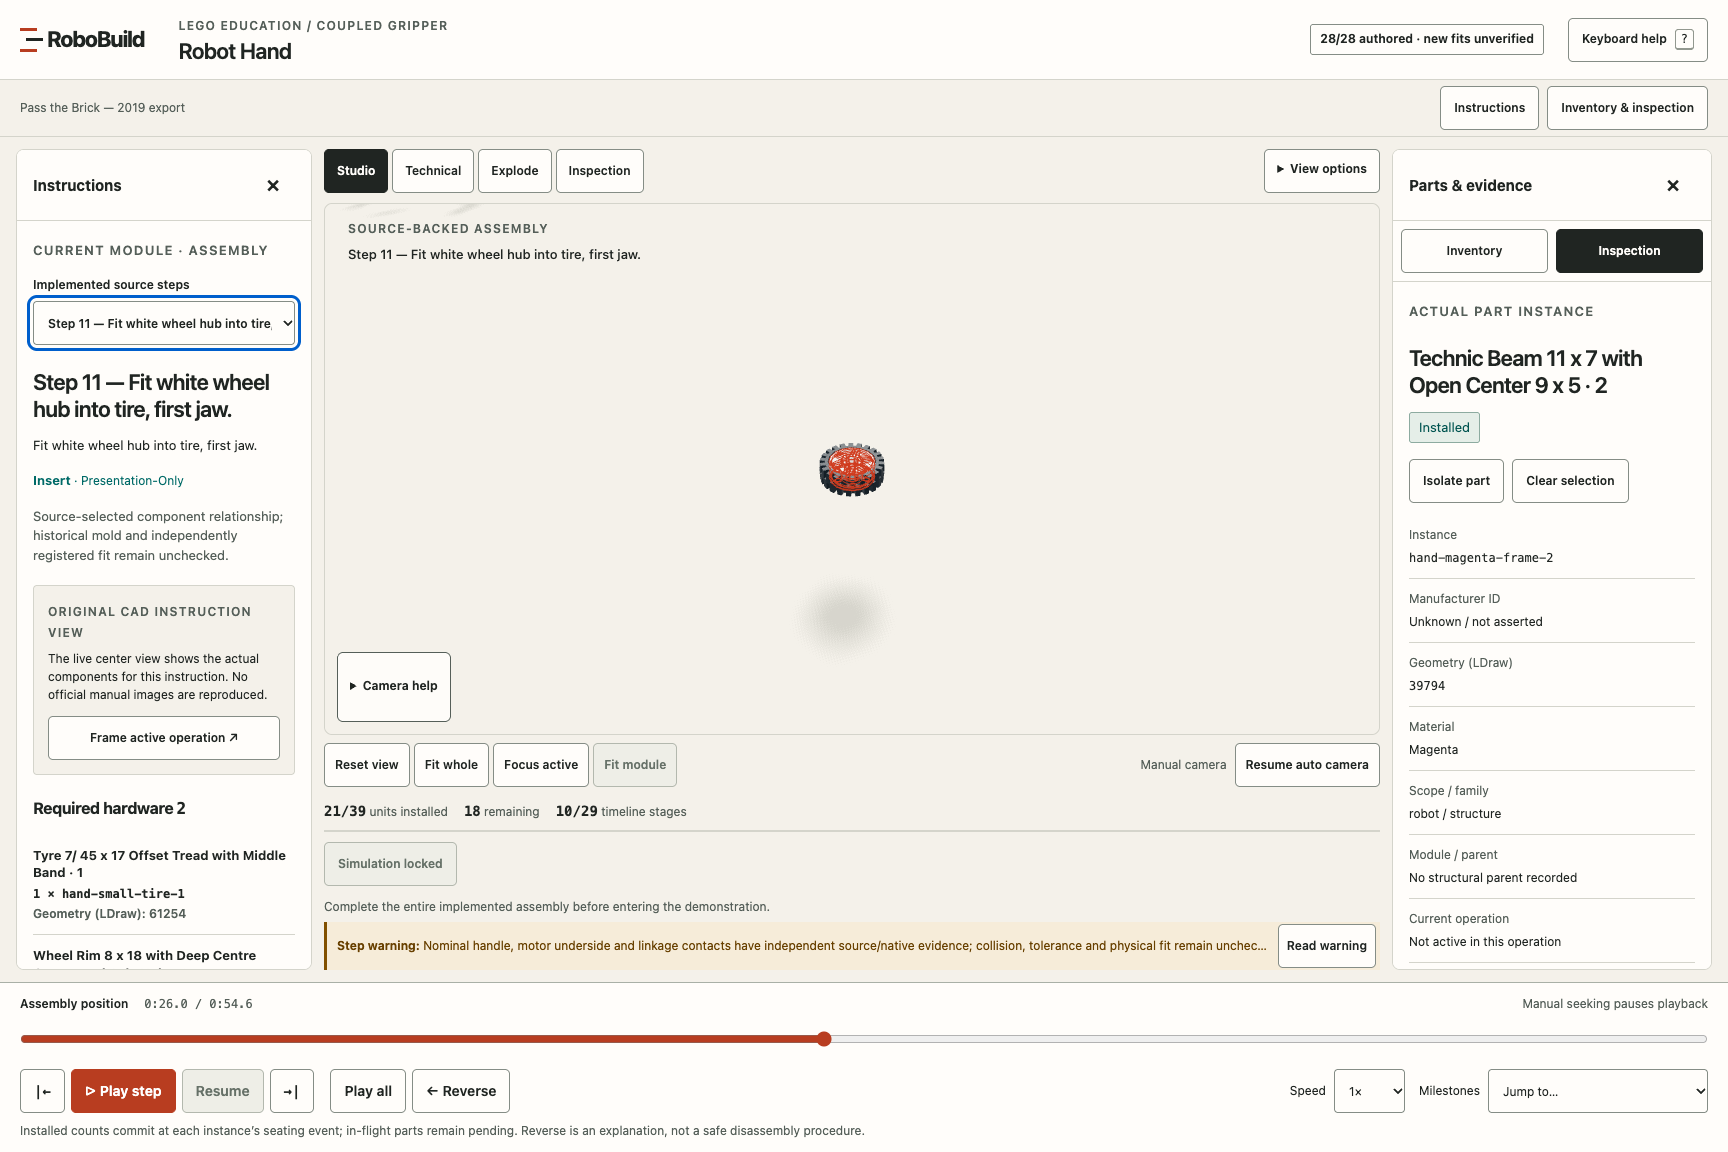 RoboBuild
LEGO EDUCATION / COUPLED GRIPPER
Robot Hand
28/28 authored · new fits unverified
Keyboard help ?
Pass the Brick — 2019 export
Instructions
Inventory & inspection
Instructions
CURRENT MODULE · ASSEMBLY
Implemented source steps
Step 11 — Fit white wheel hub into tire,
Step 11 — Fit white wheel
hub into tire, first jaw.
Fit white wheel hub into tire, first jaw.
Insert · Presentation-Only
Source-selected component relationship;
historical mold and independently
registered fit remain unchecked.
ORIGINAL CAD INSTRUCTION
VIEW
The live center view shows the actual
components for this instruction. No
official manual images are reproduced.
Frame active operation ↗
Required hardware 2
Tyre 7/ 45 x 17 Offset Tread with Middle
Band · 1
1 × hand-small-tire-1
Geometry (LDraw): 61254
Wheel Rim 8 x 18 with Deep Centre
Studio
Technical
Explode
Inspection
View options
SOURCE-BACKED ASSEMBLY
Step 11 — Fit white wheel hub into tire, first jaw.
Camera help
Reset view
Fit whole
Focus active
Fit module
Manual camera
Resume auto camera
21/39 units installed 18 remaining 10/29 timeline stages
Simulation locked
Complete the entire implemented assembly before entering the demonstration.
Step warning: Nominal handle, motor underside and linkage contacts have independent source/native evidence; collision, tolerance and physical fit remain unchec...
Read warning
Parts & evidence
Inventory
Inspection
ACTUAL PART INSTANCE
Technic Beam 11 x 7 with
Open Center 9 x 5 · 2
Installed
Isolate part
Clear selection
Instance
hand-magenta-frame-2
Manufacturer ID
Unknown / not asserted
Geometry (LDraw)
39794
Material
Magenta
Scope / family
robot / structure
Module / parent
No structural parent recorded
Current operation
Not active in this operation
Assembly position 0:26.0 / 0:54.6
Manual seeking pauses playback
Play step
Resume
Play all
← Reverse
Speed
1×
Milestones
Jump to...
Installed counts commit at each instance's seating event; in-flight parts remain pending. Reverse is an explanation, not a safe disassembly procedure.